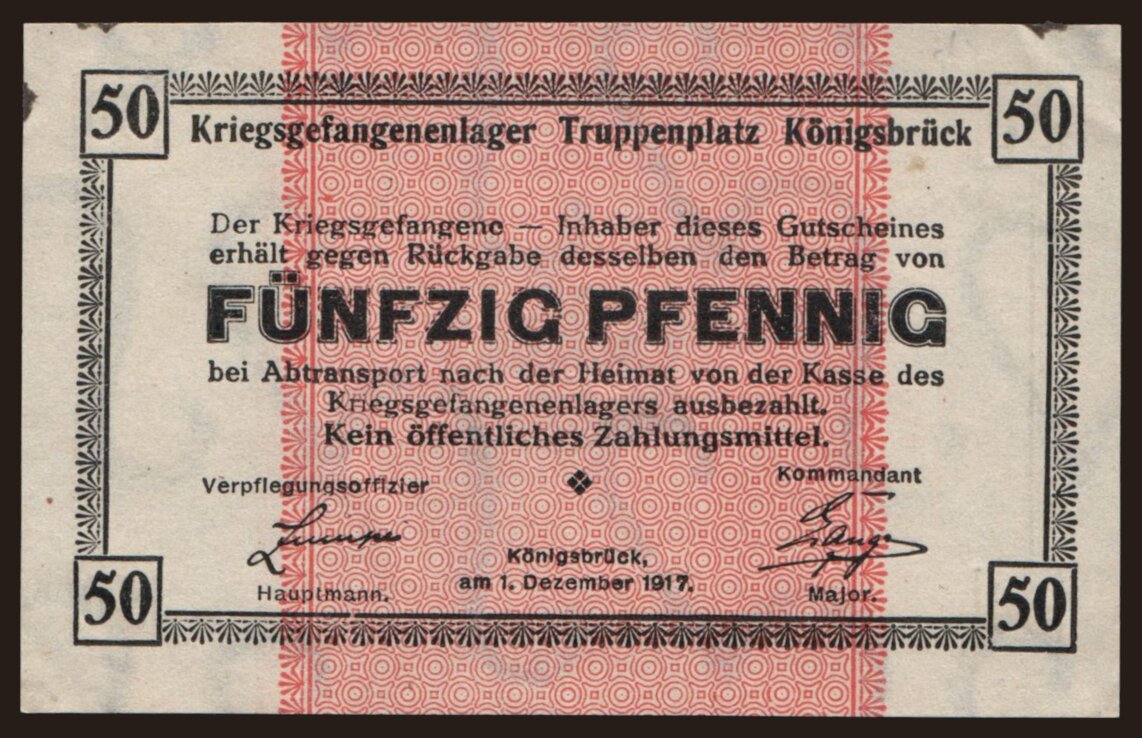 50 50
Kriegsgefangenenlager Truppenplatz Königsbrück
Der Kriegsgefangene — Inhaber dieses Gutscheines
erhält gegen Rückgabe desselben den Betrag von
FÜNFZIG PFENNIG
bei Abtransport nach der Heimat von der Kasse des
Kriegsgefangenenlagers ausbezahlt.
Kein öffentliches Zahlungsmittel.
Verpflegungsoffizier Kommandant
Königsbrück,
am 1. Dezember 1917.
Hauptmann. Major.
50 50